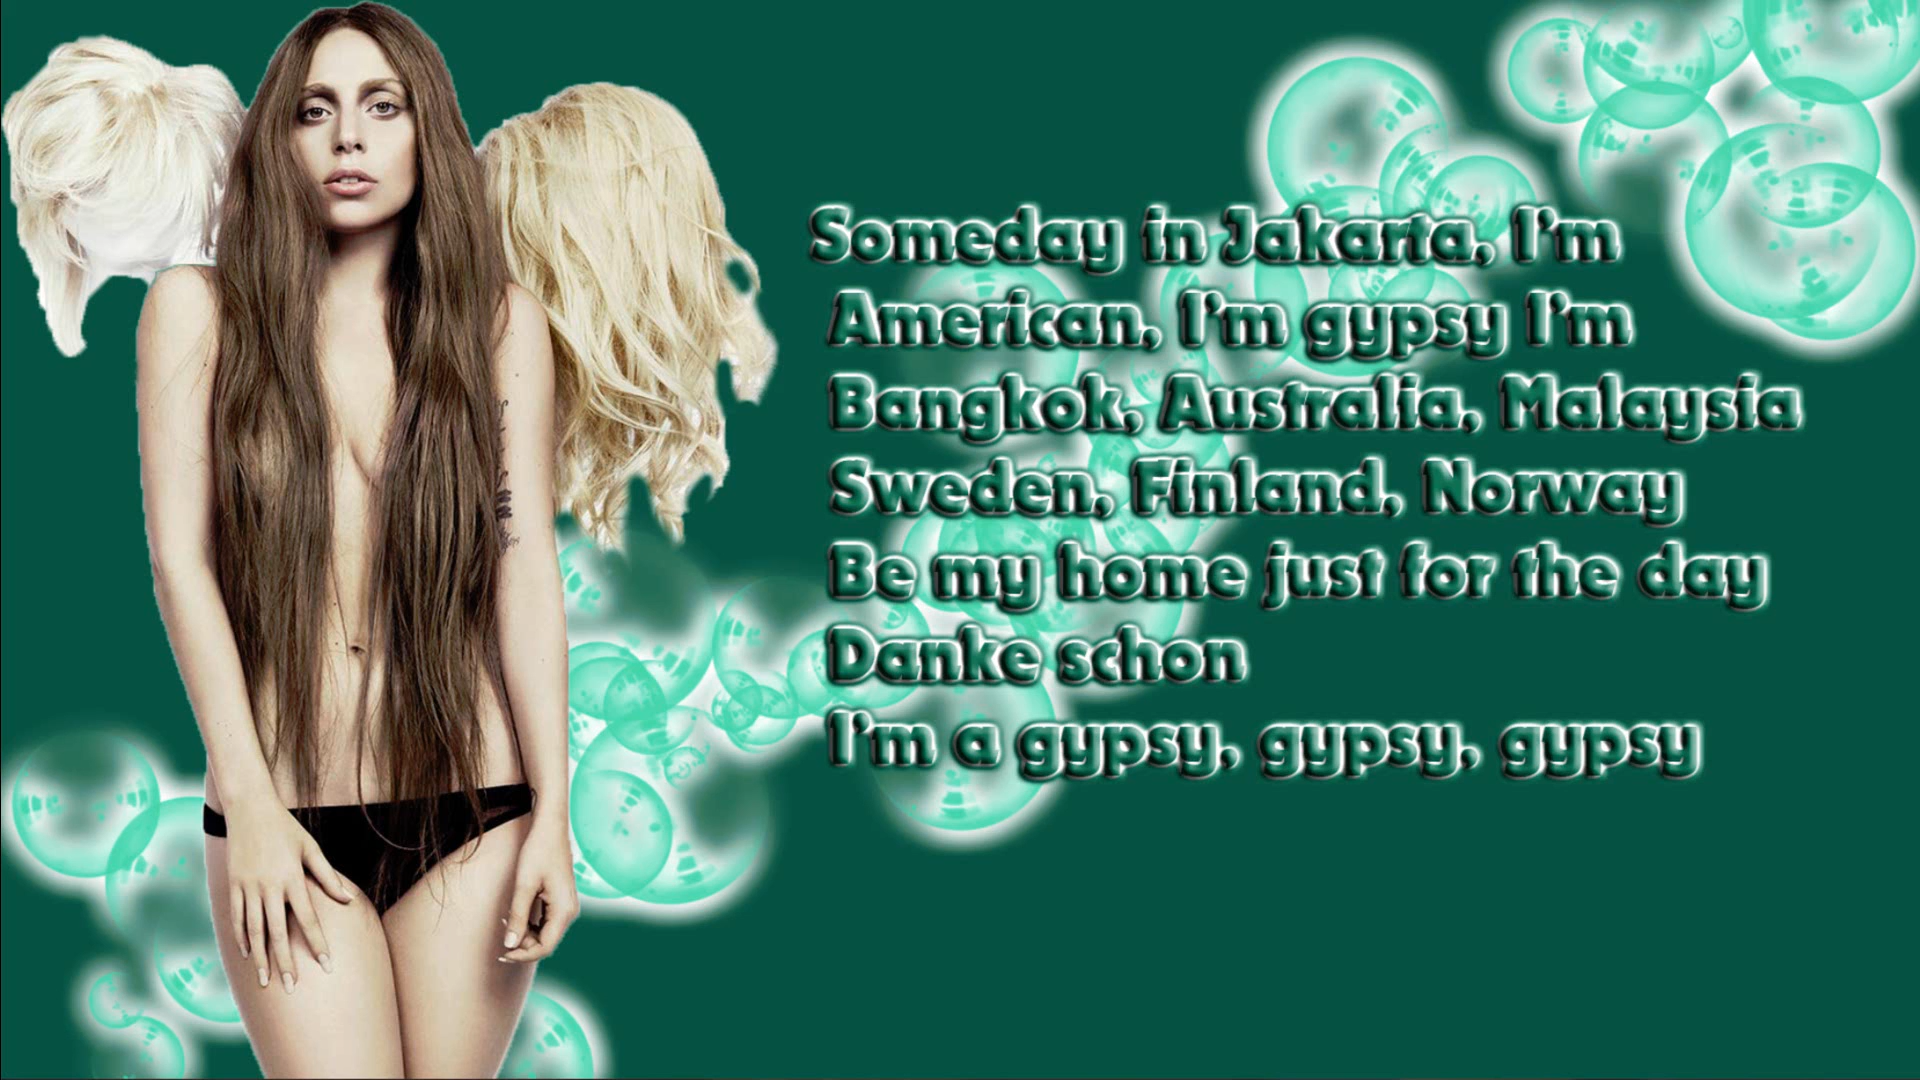 Someday in Jakarta, I'm
American, I'm gypsy I'm
Bangkok, Australia, Malaysia
Sweden, Finland, Norway
Be my home just for the day
Danke schon
I'm a gypsy, gypsy, gypsy